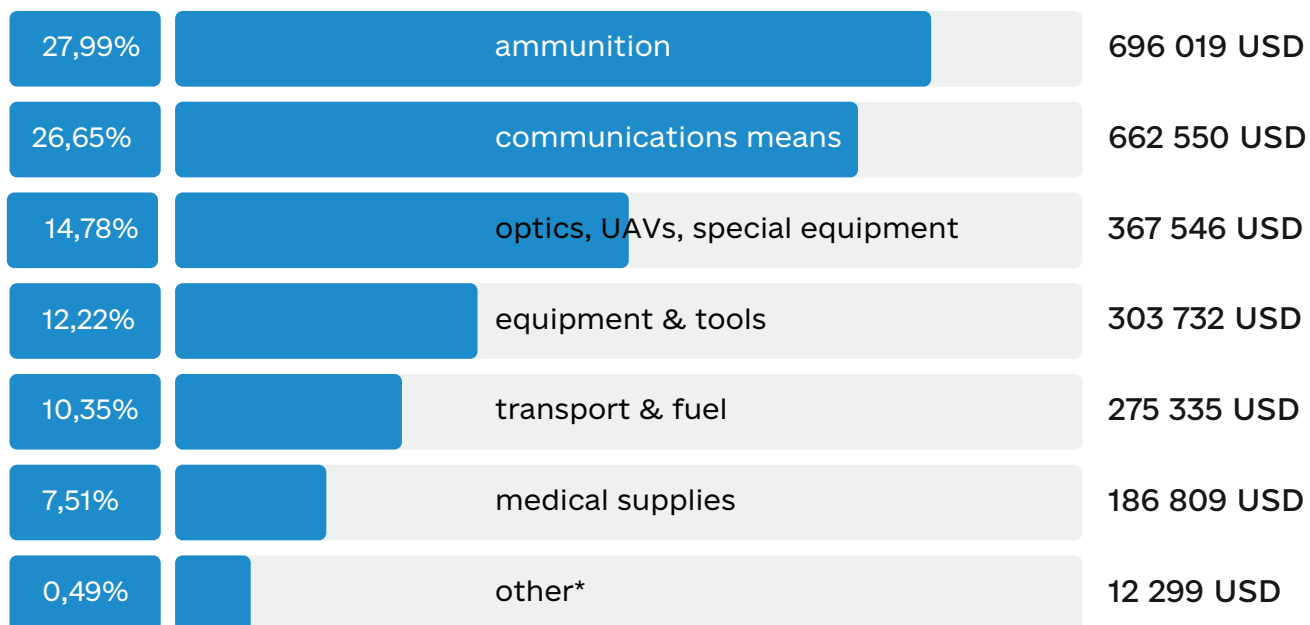 27,99% ammunition 696 019 USD
26,65% communications means 662 550 USD
14,78% optics, UAVs, special equipment 367 546 USD
12,22% equipment & tools 303 732 USD
10,35% transport & fuel 275 335 USD
7,51% medical supplies 186 809 USD
0,49% other* 12 299 USD